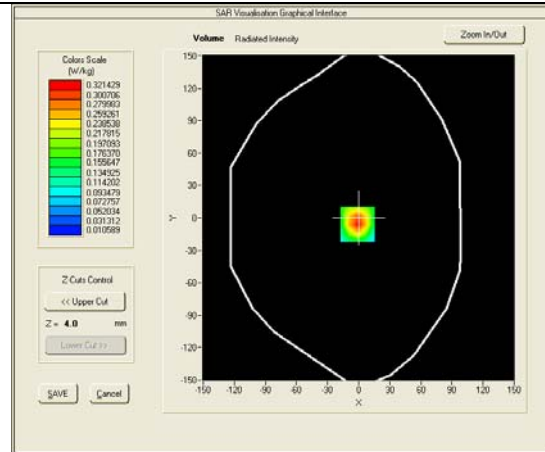 SAR Visualisation Graphical Interface
Volume Radiated Intensity
Zoom In/Out
Colors Scale
(W/kg)
0.321429
0.300706
0.279983
0.259261
0.238538
0.217815
0.197093
0.176370
0.155647
0.134925
0.114202
0.093479
0.072757
0.052034
0.031312
0.010589
Z Cuts Control
<< Upper Cut
Z = 4.0 mm
Lower Cut >>
SAVE
Cancel
150-
120-
90-
60-
30-
0-
-30-
-60-
-90-
-120-
-150-
Y
-150 -120 -90 -60 -30 0 30 60 90 120 150
X